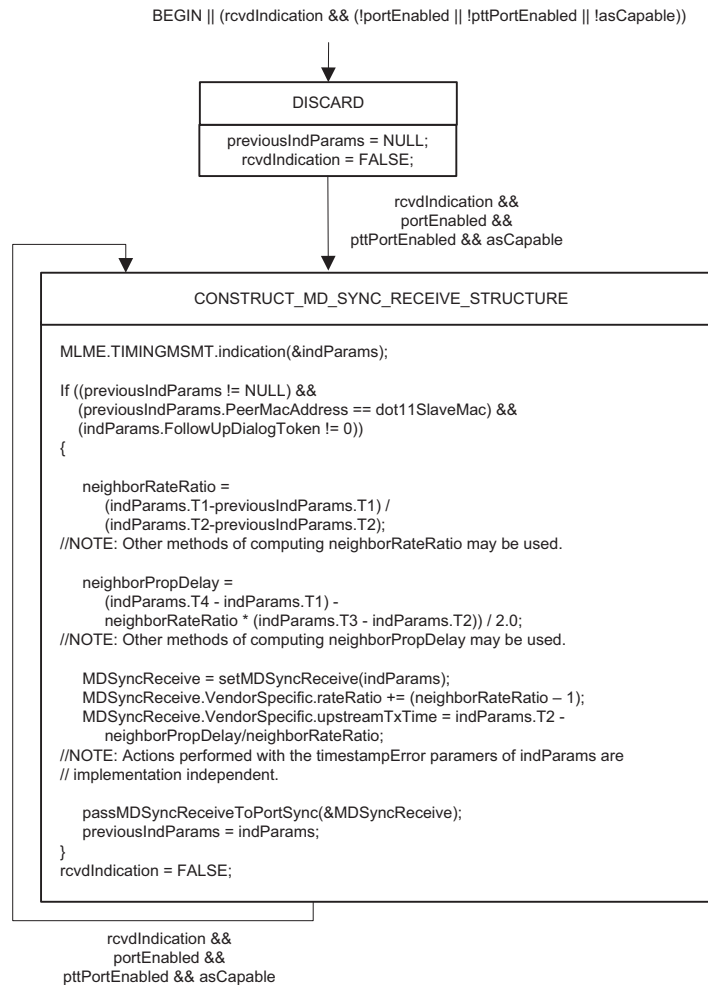 BEGIN || (rcvdIndication && (!portEnabled || !pttPortEnabled || !asCapable))
DISCARD
previousIndParams = NULL;
rcvdIndication = FALSE;
rcvdIndication &&
portEnabled &&
pttPortEnabled && asCapable
CONSTRUCT_MD_SYNC_RECEIVE_STRUCTURE
MLME.TIMINGMSMT.indication(&indParams);
If ((previousIndParams != NULL) &&
(previousIndParams.PeerMacAddress == dot11SlaveMac) &&
(indParams.FollowUpDialogToken != 0))
{
neighborRateRatio =
(indParams.T1-previousIndParams.T1) /
(indParams.T2-previousIndParams.T2);
//NOTE: Other methods of computing neighborRateRatio may be used.
neighborPropDelay =
(indParams.T4 - indParams.T1) -
neighborRateRatio * (indParams.T3 - indParams.T2)) / 2.0;
//NOTE: Other methods of computing neighborPropDelay may be used.
MDSyncReceive = setMDSyncReceive(indParams);
MDSyncReceive.VendorSpecific.rateRatio += (neighborRateRatio – 1);
MDSyncReceive.VendorSpecific.upstreamTxTime = indParams.T2 -
neighborPropDelay/neighborRateRatio;
//NOTE: Actions performed with the timestampError paramers of indParams are
// implementation independent.
passMDSyncReceiveToPortSync(&MDSyncReceive);
previousIndParams = indParams;
}
rcvdIndication = FALSE;
rcvdIndication &&
portEnabled &&
pttPortEnabled && asCapable